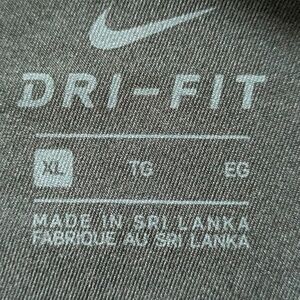 DRI-FIT
XL TG EG
MADE IN SRI LANKA
FABRIQUE AU SRI LANKA